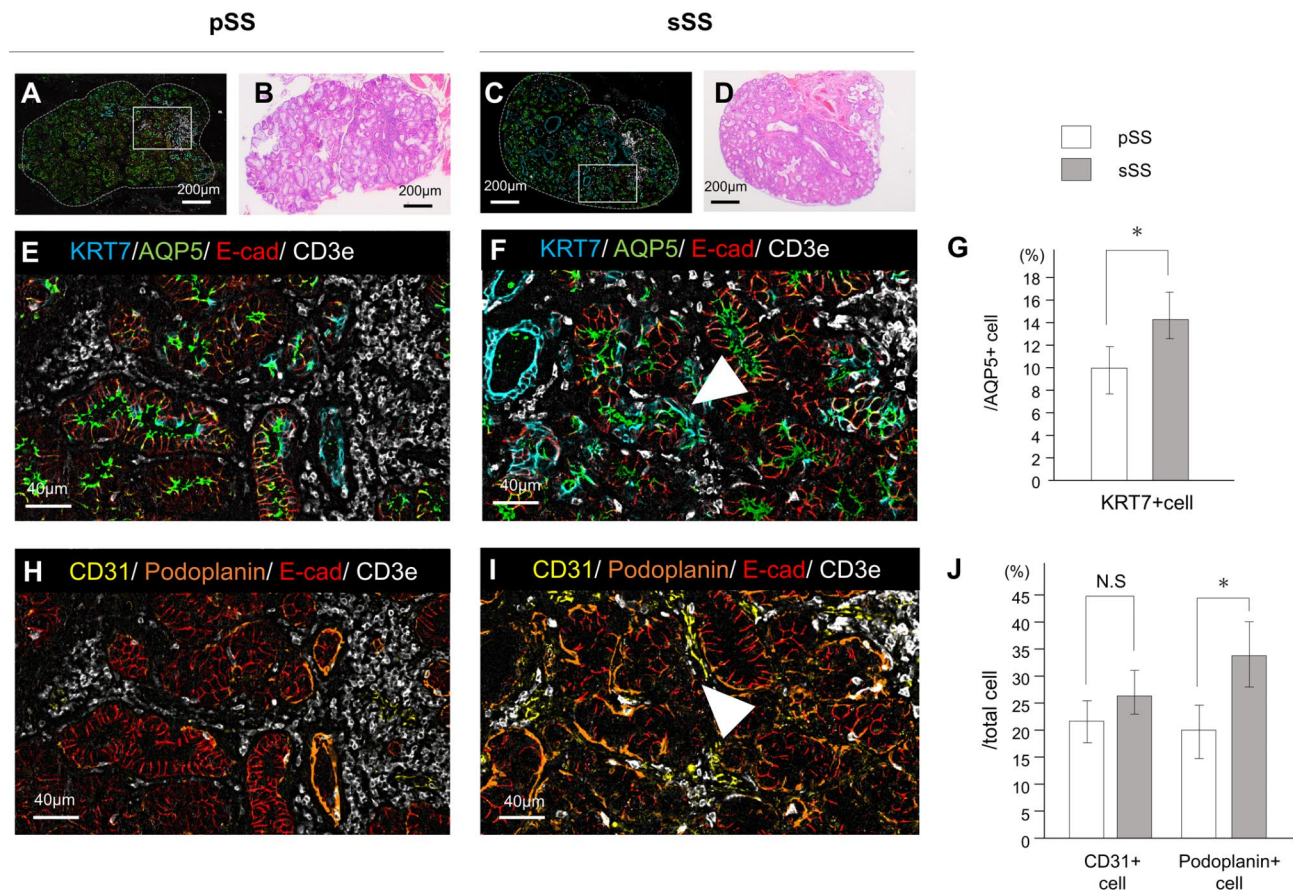 pSS
sSS
A
200µm
B
200µm
C
200µm
D
200µm
pSS
sSS
E
KRT7/AQP5/ E-cad/ CD3e
40µm
F
KRT7/AQP5/ E-cad/ CD3e
40µm
G
(%)
/AQP5+ cell
18
16
14
12
10
8
6
4
2
0
*
KRT7+cell
H
CD31/ Podoplanin/ E-cad/ CD3e
40µm
I
CD31/ Podoplanin/ E-cad/ CD3e
40µm
J
(%)
/total cell
45
40
35
30
25
20
15
10
5
0
N.S
*
CD31+
cell
Podoplanin+
cell